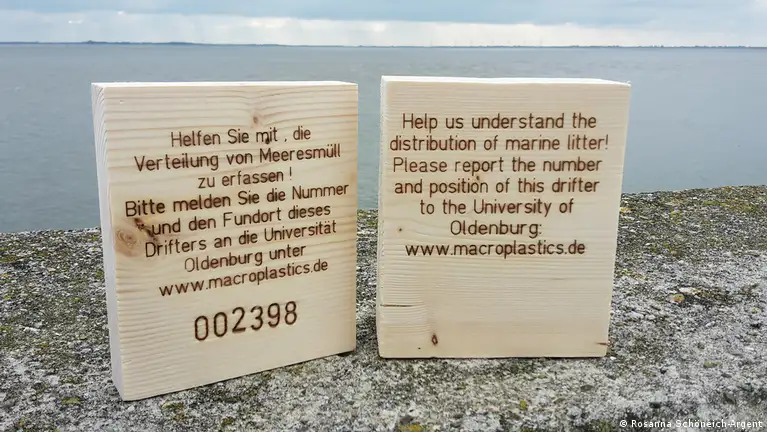 Helfen Sie mit , die
Verteilung von Meeresmüll
zu erfassen !
Bitte melden Sie die Nummer
und den Fundort dieses
Drifters an die Universität
Oldenburg unter
www.macroplastics.de
002398
Help us understand the
distribution of marine litter!
Please report the number
and position of this drifter
to the University of
Oldenburg:
www.macroplastics.de
© Rosanna Schöneich-Argent